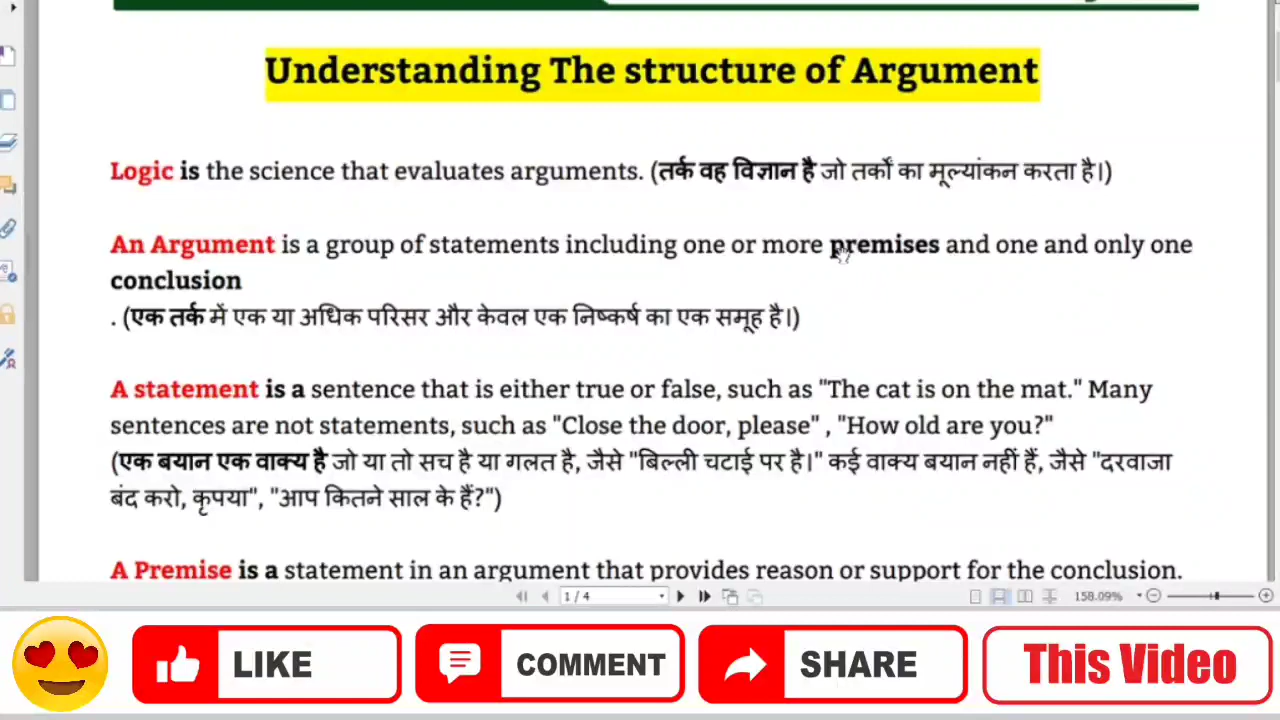 Understanding The structure of Argument
Logic is the science that evaluates arguments. (तर्क वह विज्ञान है जो तर्कों का मूल्यांकन करता है।)
An Argument is a group of statements including one or more premises and one and only one
conclusion
. (एक तर्क में एक या अधिक परिसर और केवल एक निष्कर्ष का एक समूह है।)
A statement is a sentence that is either true or false, such as "The cat is on the mat." Many
sentences are not statements, such as "Close the door, please" , "How old are you?"
(एक बयान एक वाक्य है जो या तो सच है या गलत है, जैसे "बिल्ली चटाई पर है।" कई वाक्य बयान नहीं हैं, जैसे "दरवाजा
बंद करो, कृपया", "आप कितने साल के हैं?")
A Premise is a statement in an argument that provides reason or support for the conclusion.
1 / 4
158.09%
LIKE
COMMENT
SHARE
This Video